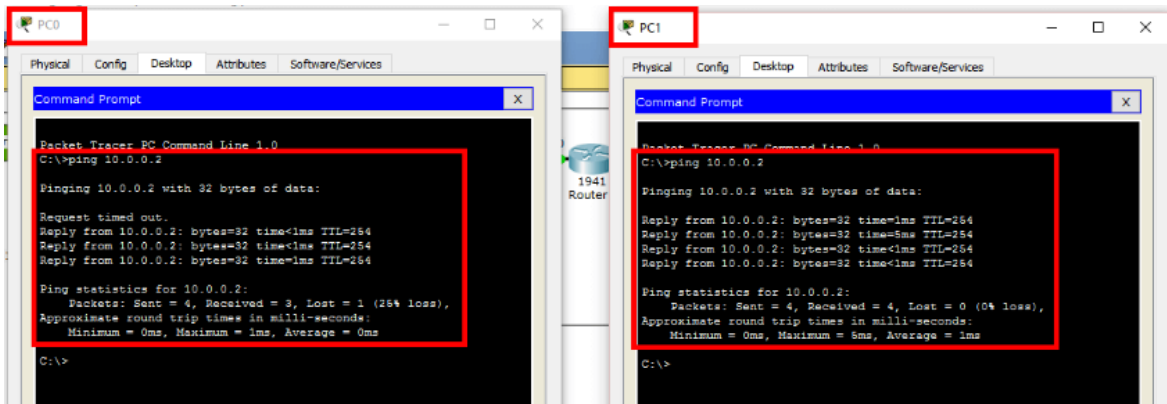 PC0
Physical Config Desktop Attributes Software/Services
Command Prompt
X
Packet Tracer PC Command Line 1.0
C:\>ping 10.0.0.2
Pinging 10.0.0.2 with 32 bytes of data:
Request timed out.
Reply from 10.0.0.2: bytes=32 time<1ms TTL=254
Reply from 10.0.0.2: bytes=32 time<1ms TTL=254
Reply from 10.0.0.2: bytes=32 time=1ms TTL=254
Ping statistics for 10.0.0.2:
Packets: Sent = 4, Received = 3, Lost = 1 (25% loss),
Approximate round trip times in milli-seconds:
Minimum = 0ms, Maximum = 1ms, Average = 0ms
C:\>
1941
Router
PC1
Physical Config Desktop Attributes Software/Services
Command Prompt
X
Packet Tracer PC Command Line 1.0
C:\>ping 10.0.0.2
Pinging 10.0.0.2 with 32 bytes of data:
Reply from 10.0.0.2: bytes=32 time=1ms TTL=254
Reply from 10.0.0.2: bytes=32 time=5ms TTL=254
Reply from 10.0.0.2: bytes=32 time<1ms TTL=254
Reply from 10.0.0.2: bytes=32 time<1ms TTL=254
Ping statistics for 10.0.0.2:
Packets: Sent = 4, Received = 4, Lost = 0 (0% loss),
Approximate round trip times in milli-seconds:
Minimum = 0ms, Maximum = 5ms, Average = 1ms
C:\>